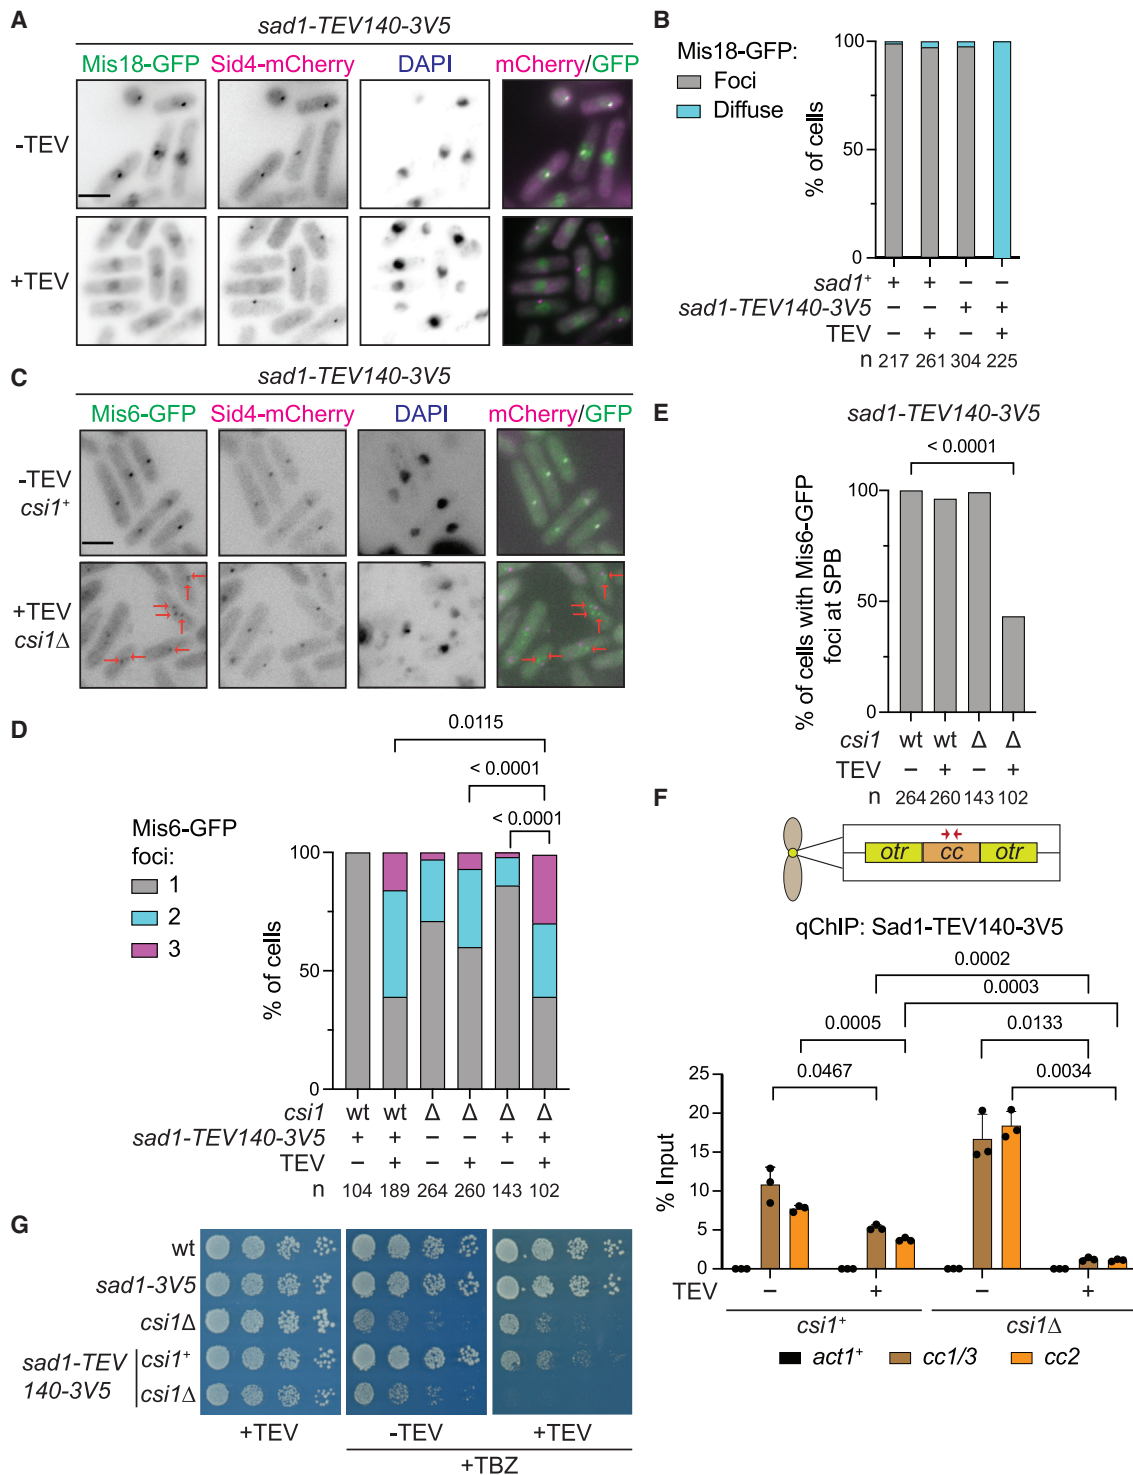 A
sad1-TEV140-3V5
Mis18-GFP Sid4-mCherry DAPI mCherry/GFP
-TEV
+TEV
B
Mis18-GFP:
Foci
Diffuse
% of cells
100
50
0
sad1+ + + − −
sad1-TEV140-3V5 − − + +
TEV − + − +
n 217 261 304 225
C
sad1-TEV140-3V5
Mis6-GFP Sid4-mCherry DAPI mCherry/GFP
-TEV
csi1+
+TEV
csi1Δ
D
Mis6-GFP
foci:
1
2
3
0.0115
< 0.0001
< 0.0001
% of cells
100
50
0
csi1 wt wt Δ Δ Δ Δ
sad1-TEV140-3V5 + + − − + +
TEV − + − + − +
n 104 189 264 260 143 102
E
sad1-TEV140-3V5
< 0.0001
% of cells with Mis6-GFP
foci at SPB
100
50
0
csi1 wt wt Δ Δ
TEV − + − +
n 264 260 143 102
F
otr cc otr
qChIP: Sad1-TEV140-3V5
0.0002
0.0003
0.0005
0.0133
0.0467
0.0034
% Input
25
20
15
10
5
0
TEV − + − +
csi1+ csi1Δ
act1+ cc1/3 cc2
G
wt
sad1-3V5
csi1Δ
sad1-TEV
140-3V5
csi1+
csi1Δ
+TEV -TEV +TEV
+TBZ